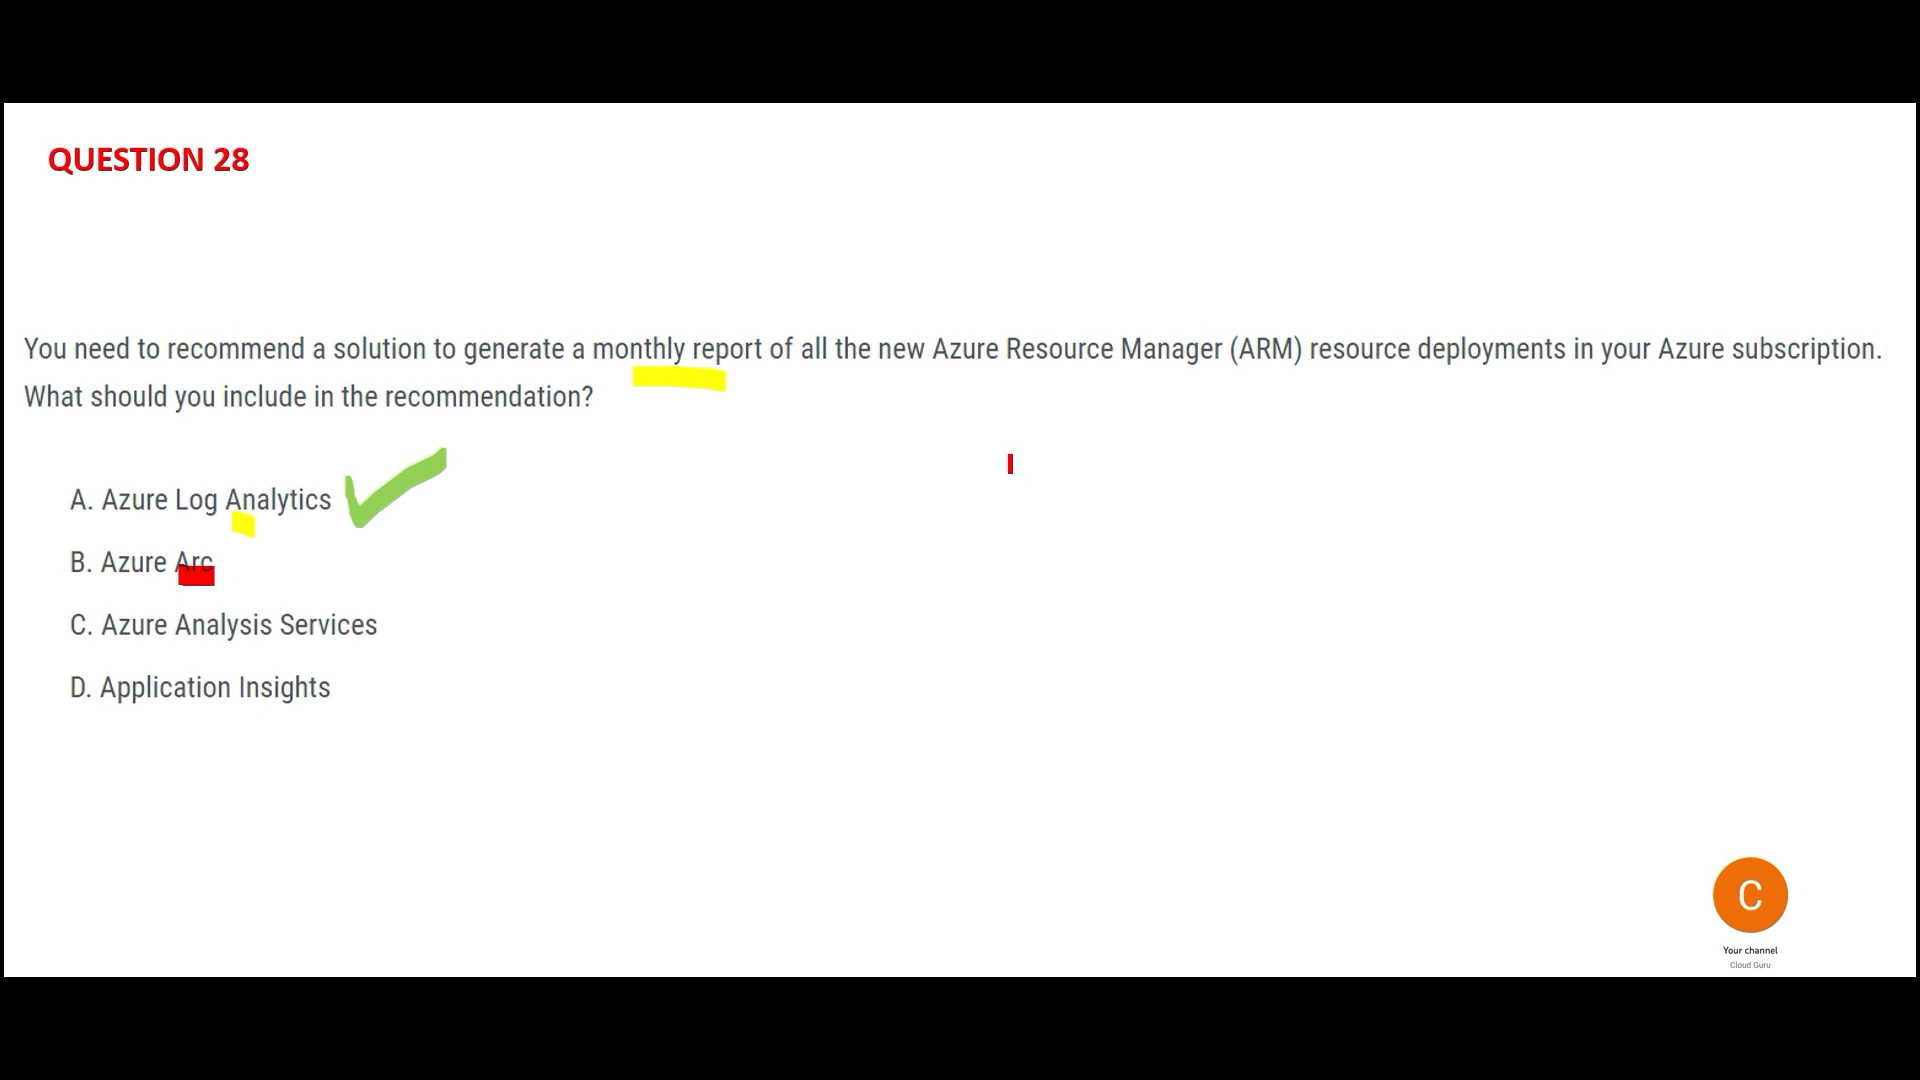 QUESTION 28
You need to recommend a solution to generate a monthly report of all the new Azure Resource Manager (ARM) resource deployments in your Azure subscription.
What should you include in the recommendation?
A. Azure Log Analytics
B. Azure Arc
C. Azure Analysis Services
D. Application Insights
C
Your channel
Cloud Guru